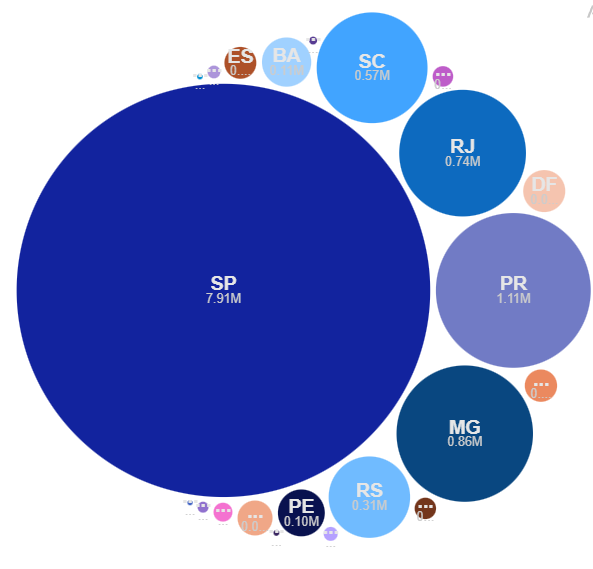 SC
0.57M
ES
0....
BA
RJ
0.74M
DF
SP
7.91M
PR
1.11M
MG
0.86M
RS
0.31M
PE
0.10M